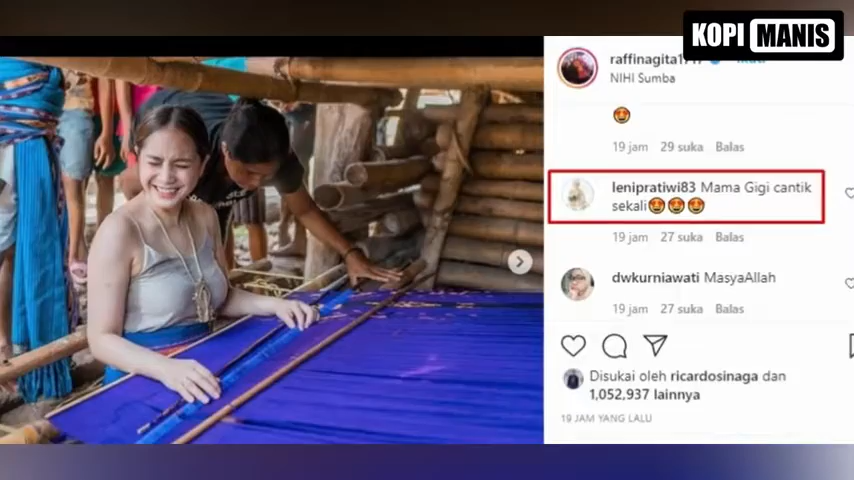 KOPI MANIS
raffinagita1717
NIHI Sumba
19 jam 29 suka Balas
lenipratiwi83 Mama Gigi cantik
sekali
19 jam 27 suka Balas
dwkurniawati MasyaAllah
19 jam 27 suka Balas
Disukai oleh ricardosinaga dan
1,052,937 lainnya
19 JAM YANG LALU